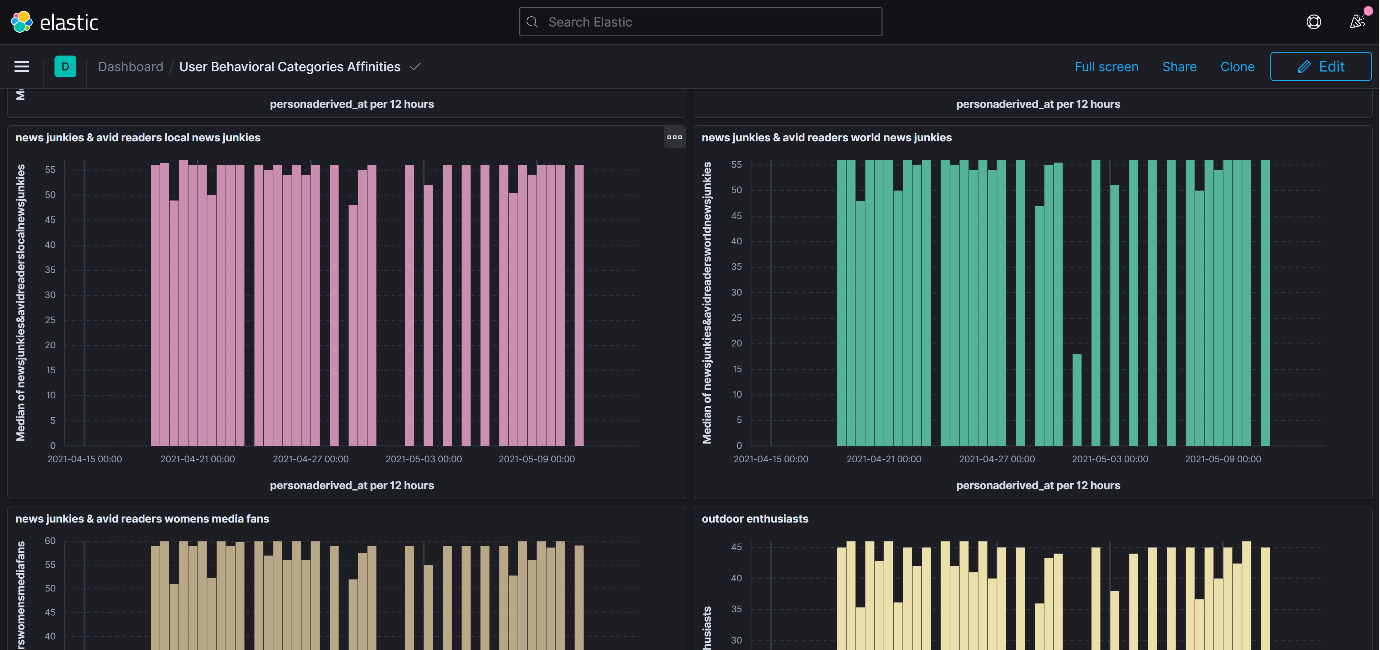 elastic
Search Elastic
D
Dashboard / User Behavioral Categories Affinities
Full screen
Share
Clone
Edit
M
personaderived_at per 12 hours
personaderived_at per 12 hours
news junkies & avid readers local news junkies
Median of newsjunkies&avidreaderslocalnewsjunkies
55
50
45
40
35
30
25
20
15
10
5
0
2021-04-15 00:00 2021-04-21 00:00 2021-04-27 00:00 2021-05-03 00:00 2021-05-09 00:00
personaderived_at per 12 hours
news junkies & avid readers world news junkies
Median of newsjunkies&avidreadersworldnewsjunkies
55
50
45
40
35
30
25
20
15
10
5
0
2021-04-15 00:00 2021-04-21 00:00 2021-04-27 00:00 2021-05-03 00:00 2021-05-09 00:00
personaderived_at per 12 hours
news junkies & avid readers womens media fans
rswomensmediafans
60
55
50
45
40
outdoor enthusiasts
husiasts
45
40
35
30